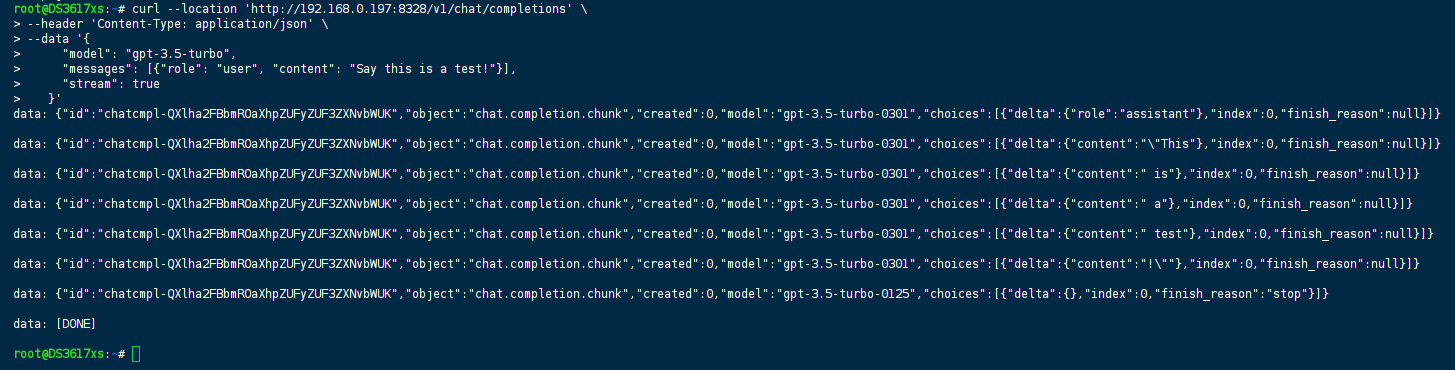 root@DS3617xs:~# curl --location 'http://192.168.0.197:8328/v1/chat/completions' \
> --header 'Content-Type: application/json' \
> --data '{
>      "model": "gpt-3.5-turbo",
>      "messages": [{"role": "user", "content": "Say this is a test!"}],
>      "stream": true
>    }'
data: {"id":"chatcmpl-QXlha2FBbmROaXhpZUFyZUF3ZXNvbWUK","object":"chat.completion.chunk","created":0,"model":"gpt-3.5-turbo-0301","choices":[{"delta":{"role":"assistant"},"index":0,"finish_reason":null}]}
data: {"id":"chatcmpl-QXlha2FBbmROaXhpZUFyZUF3ZXNvbWUK","object":"chat.completion.chunk","created":0,"model":"gpt-3.5-turbo-0301","choices":[{"delta":{"content":"\"This"},"index":0,"finish_reason":null}]}
data: {"id":"chatcmpl-QXlha2FBbmROaXhpZUFyZUF3ZXNvbWUK","object":"chat.completion.chunk","created":0,"model":"gpt-3.5-turbo-0301","choices":[{"delta":{"content":" is"},"index":0,"finish_reason":null}]}
data: {"id":"chatcmpl-QXlha2FBbmROaXhpZUFyZUF3ZXNvbWUK","object":"chat.completion.chunk","created":0,"model":"gpt-3.5-turbo-0301","choices":[{"delta":{"content":" a"},"index":0,"finish_reason":null}]}
data: {"id":"chatcmpl-QXlha2FBbmROaXhpZUFyZUF3ZXNvbWUK","object":"chat.completion.chunk","created":0,"model":"gpt-3.5-turbo-0301","choices":[{"delta":{"content":" test"},"index":0,"finish_reason":null}]}
data: {"id":"chatcmpl-QXlha2FBbmROaXhpZUFyZUF3ZXNvbWUK","object":"chat.completion.chunk","created":0,"model":"gpt-3.5-turbo-0301","choices":[{"delta":{"content":"!\""},"index":0,"finish_reason":null}]}
data: {"id":"chatcmpl-QXlha2FBbmROaXhpZUFyZUF3ZXNvbWUK","object":"chat.completion.chunk","created":0,"model":"gpt-3.5-turbo-0125","choices":[{"delta":{},"index":0,"finish_reason":"stop"}]}
data: [DONE]
root@DS3617xs:~#